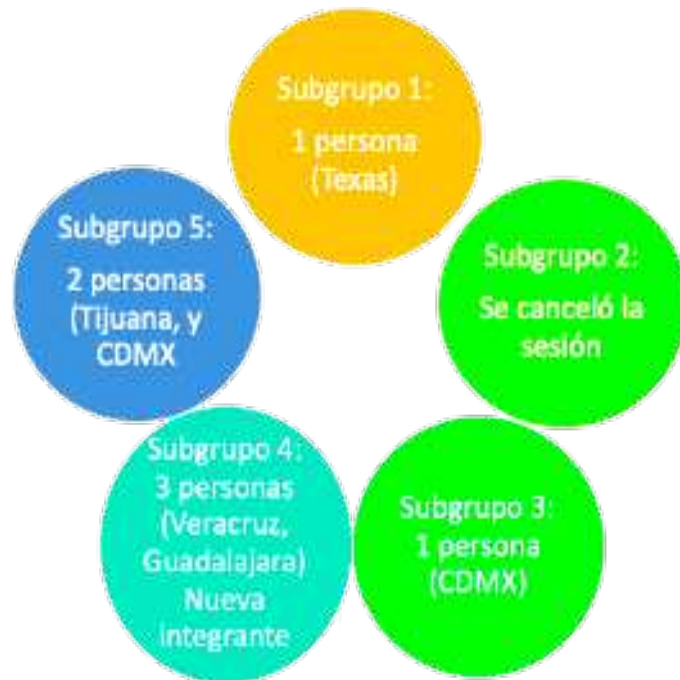 Subgrupo 1:
1 persona
(Texas)
Subgrupo 2:
Se canceló la
sesión
Subgrupo 3:
1 persona
(CDMX)
Subgrupo 4:
3 personas
(Veracruz,
Guadalajara)
Nueva
integrante
Subgrupo 5:
2 personas
(Tijuana, y
CDMX